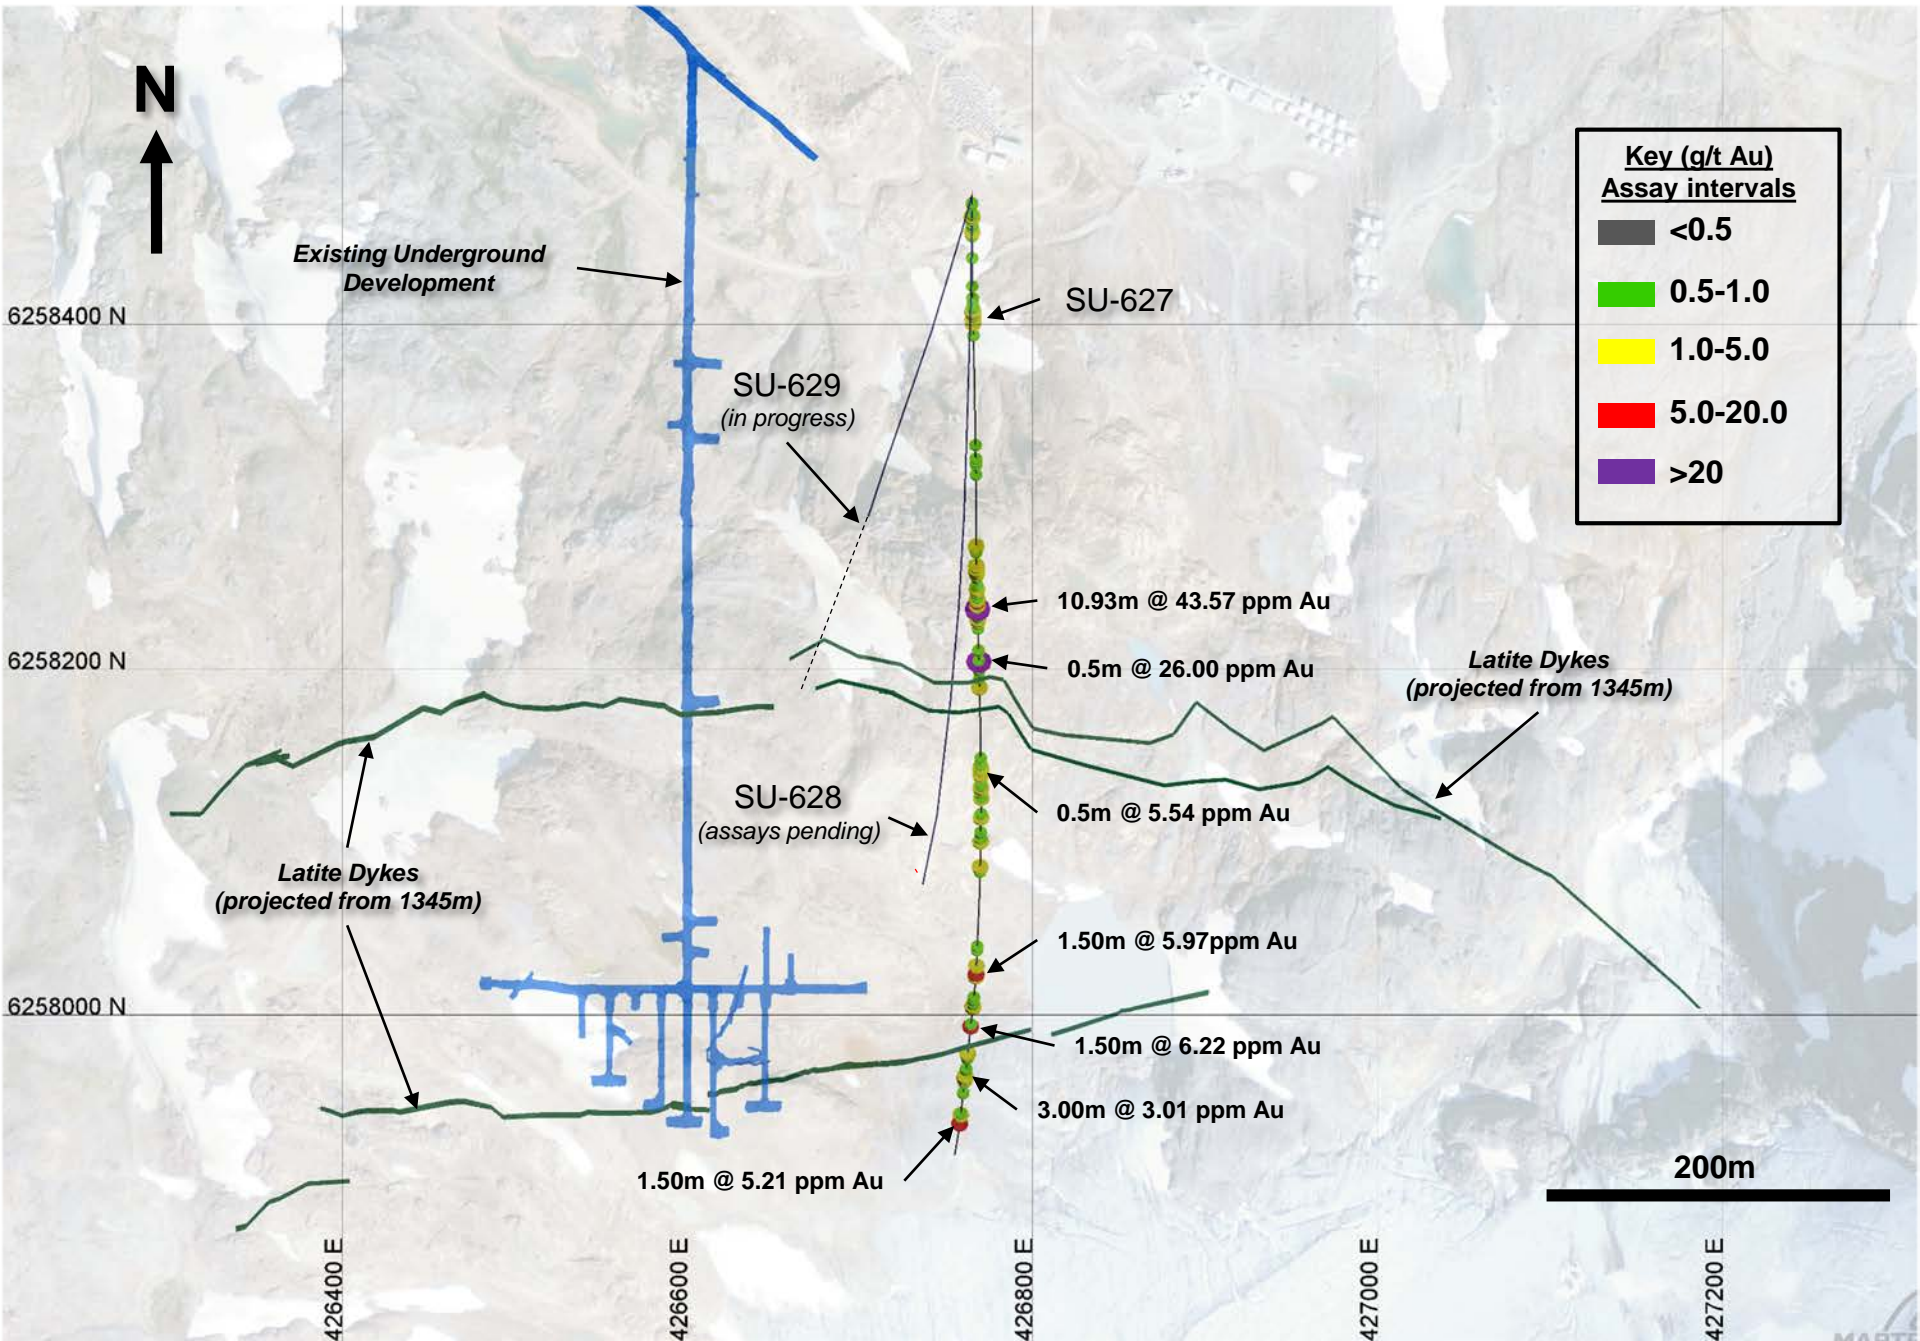 N
Key (g/t Au)
Assay intervals
<0.5
0.5-1.0
1.0-5.0
5.0-20.0
>20
Existing Underground
Development
SU-627
6258400 N
SU-629
(in progress)
10.93m @ 43.57 ppm Au
6258200 N
0.5m @ 26.00 ppm Au
Latite Dykes
(projected from 1345m)
SU-628
(assays pending)
0.5m @ 5.54 ppm Au
Latite Dykes
(projected from 1345m)
1.50m @ 5.97ppm Au
6258000 N
1.50m @ 6.22 ppm Au
3.00m @ 3.01 ppm Au
1.50m @ 5.21 ppm Au
200m
426400 E
426600 E
426800 E
427000 E
427200 E